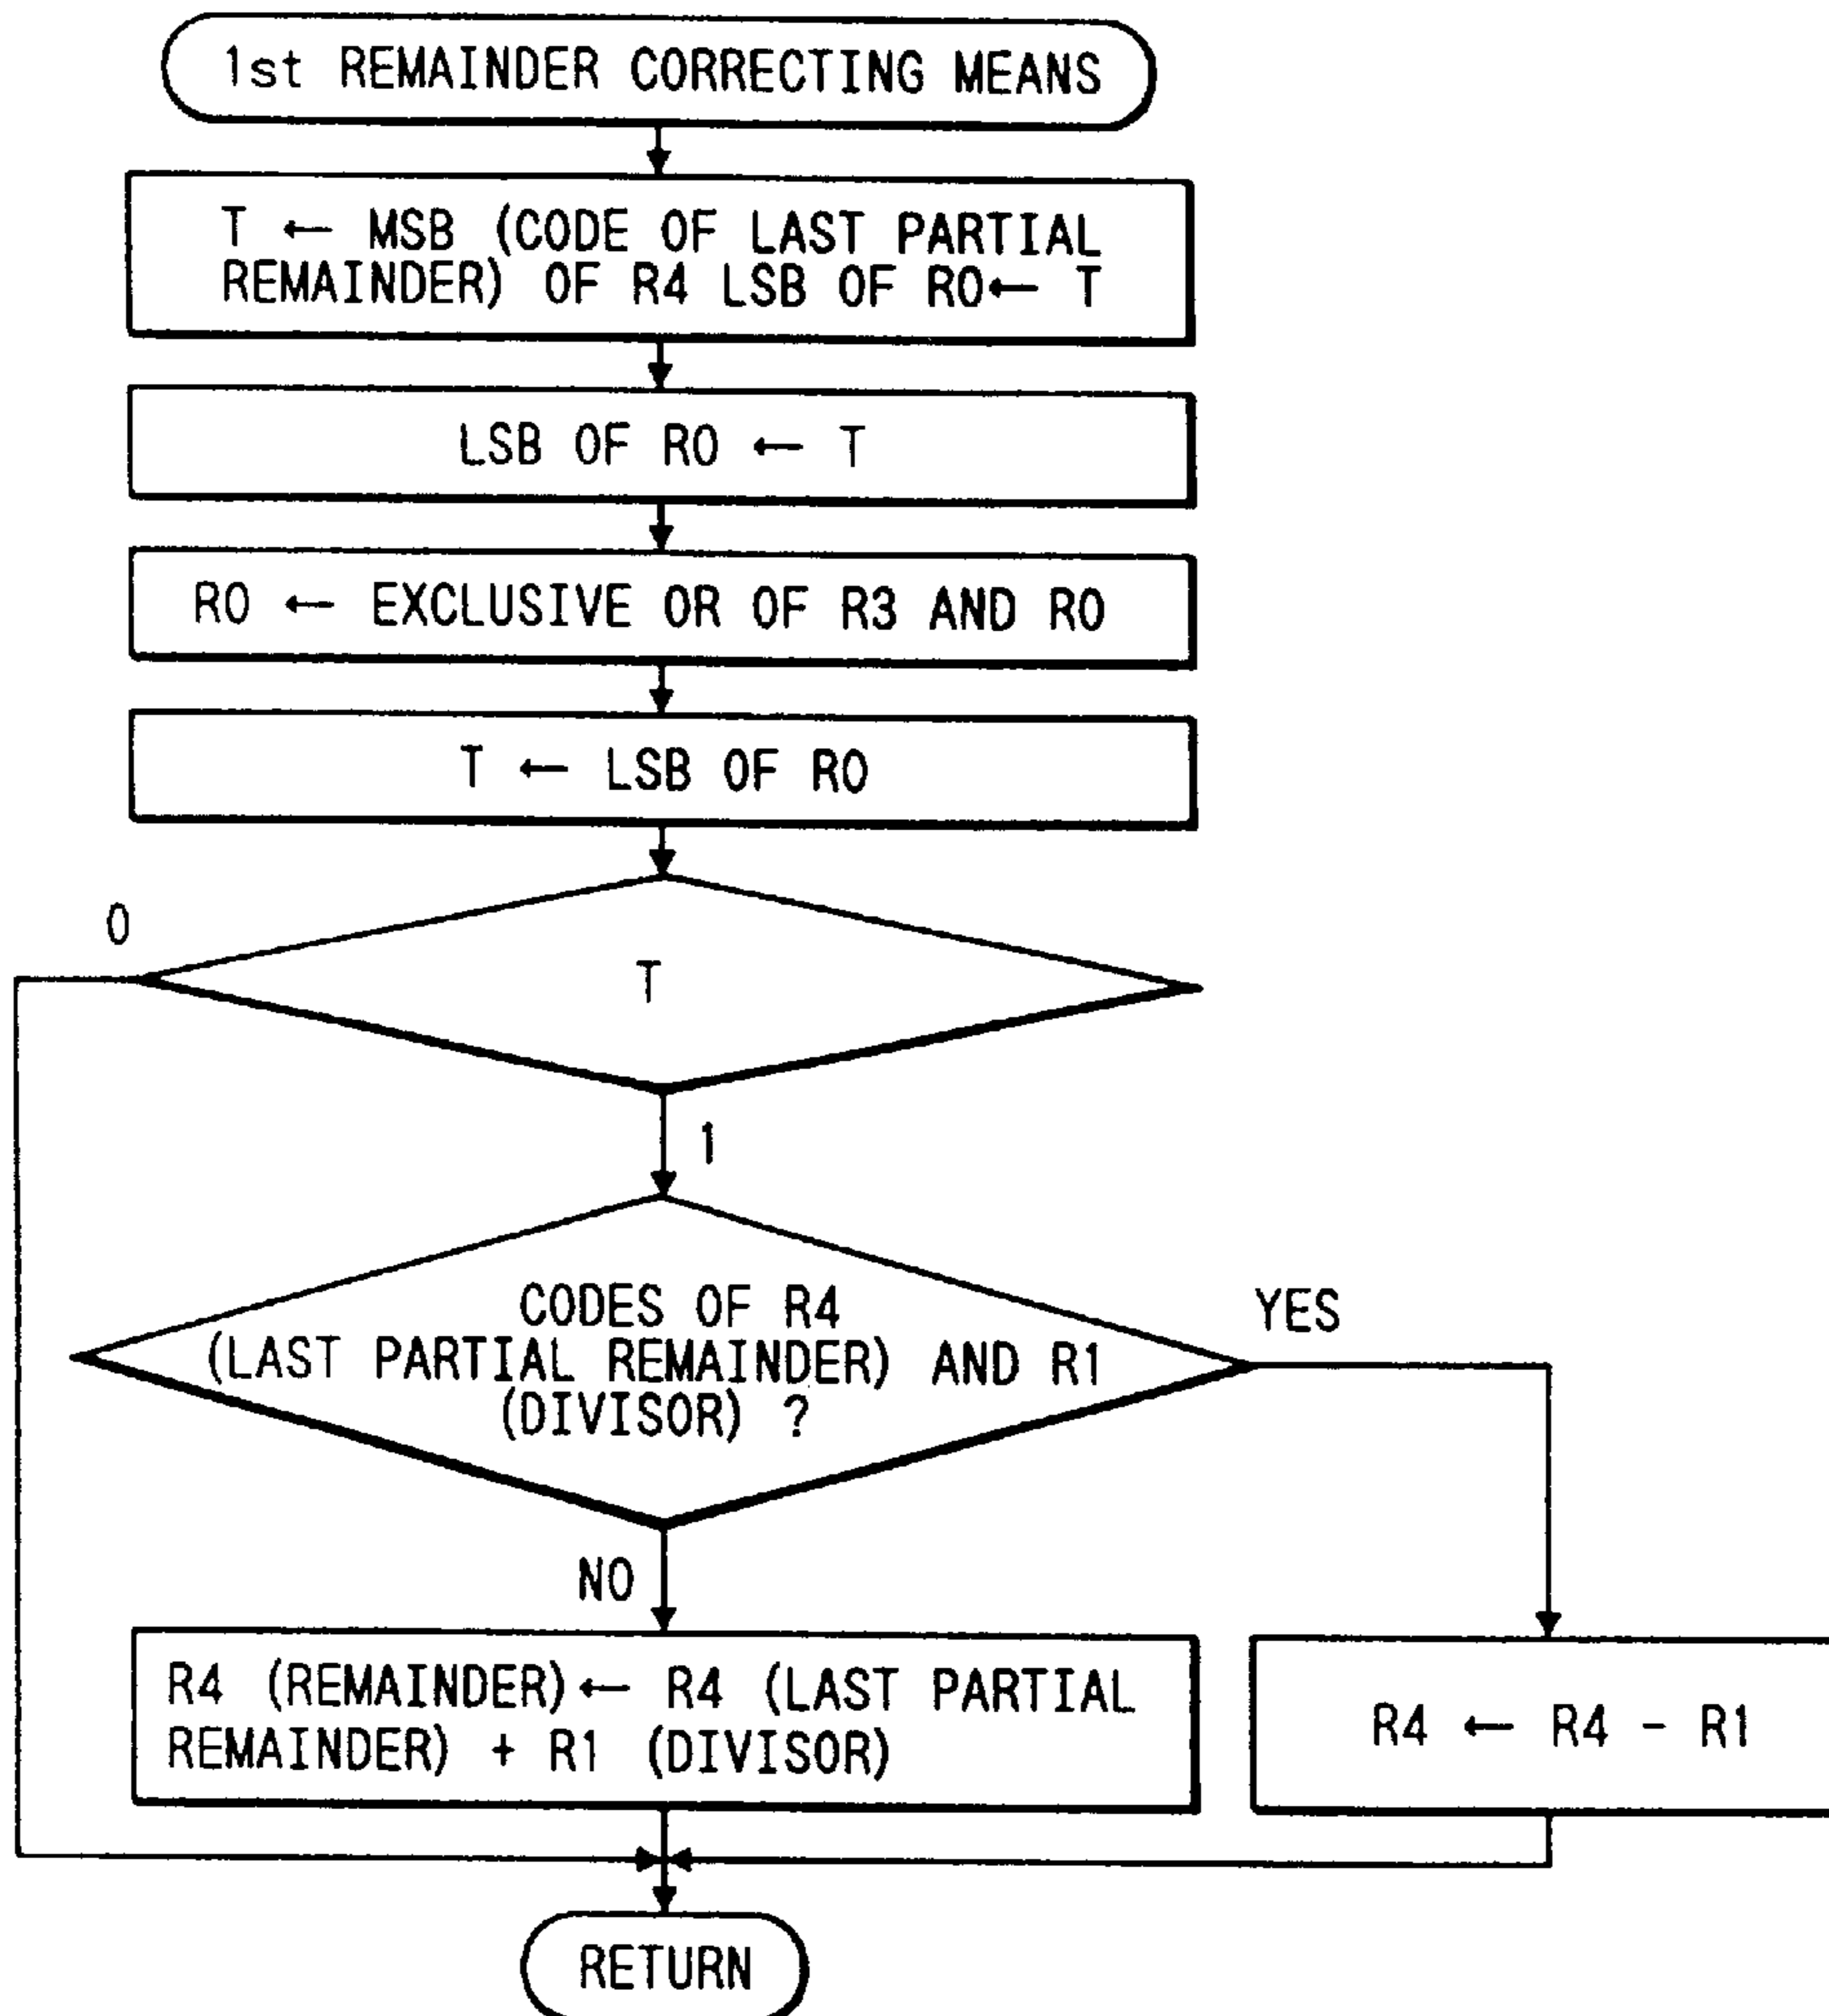 1st REMAINDER CORRECTING MEANS
T ← MSB (CODE OF LAST PARTIAL
REMAINDER) OF R4 LSB OF R0← T
LSB OF R0 ← T
R0 ← EXCLUSIVE OR OF R3 AND R0
T ← LSB OF R0
0
T
1
CODES OF R4
(LAST PARTIAL REMAINDER) AND R1
(DIVISOR) ?
YES
NO
R4 (REMAINDER)← R4 (LAST PARTIAL
REMAINDER) + R1 (DIVISOR)
R4 ← R4 - R1
RETURN